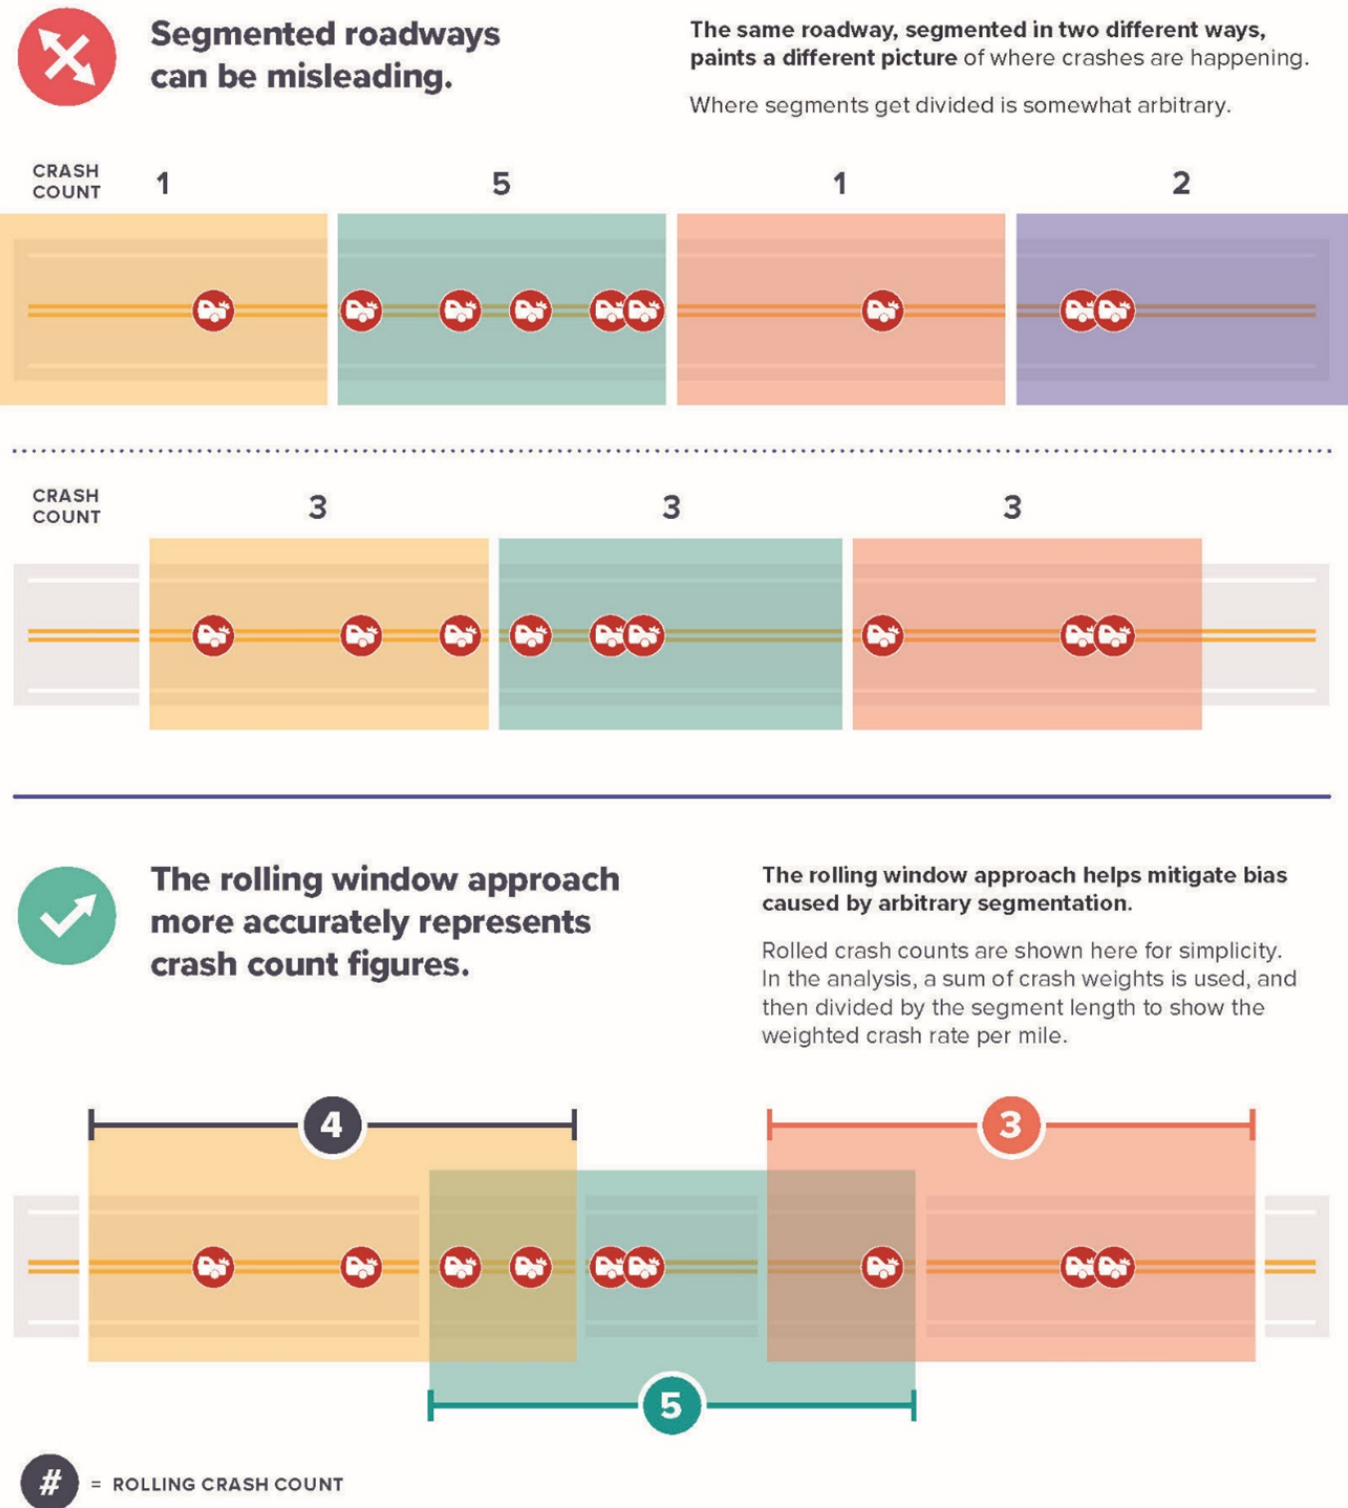 Segmented roadways
can be misleading.
The same roadway, segmented in two different ways,
paints a different picture of where crashes are happening.
Where segments get divided is somewhat arbitrary.
CRASH
COUNT
1
5
1
2
CRASH
COUNT
3
3
3
The rolling window approach
more accurately represents
crash count figures.
The rolling window approach helps mitigate bias
caused by arbitrary segmentation.
Rolled crash counts are shown here for simplicity.
In the analysis, a sum of crash weights is used, and
then divided by the segment length to show the
weighted crash rate per mile.
4
3
5
# = ROLLING CRASH COUNT